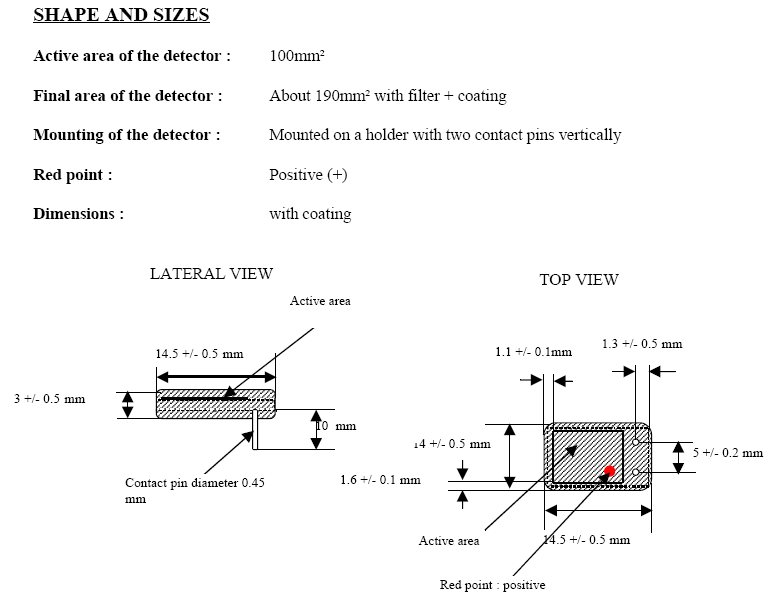 SHAPE AND SIZES
Active area of the detector : 100mm²
Final area of the detector : About 190mm² with filter + coating
Mounting of the detector : Mounted on a holder with two contact pins vertically
Red point : Positive (+)
Dimensions : with coating
LATERAL VIEW
TOP VIEW
Active area
14.5 +/- 0.5 mm
1.1 +/- 0.1mm
1.3 +/- 0.5 mm
3 +/- 0.5 mm
10 mm
14 +/- 0.5 mm
5 +/- 0.2 mm
1.6 +/- 0.1 mm
Contact pin diameter 0.45
mm
Active area
14.5 +/- 0.5 mm
Red point : positive